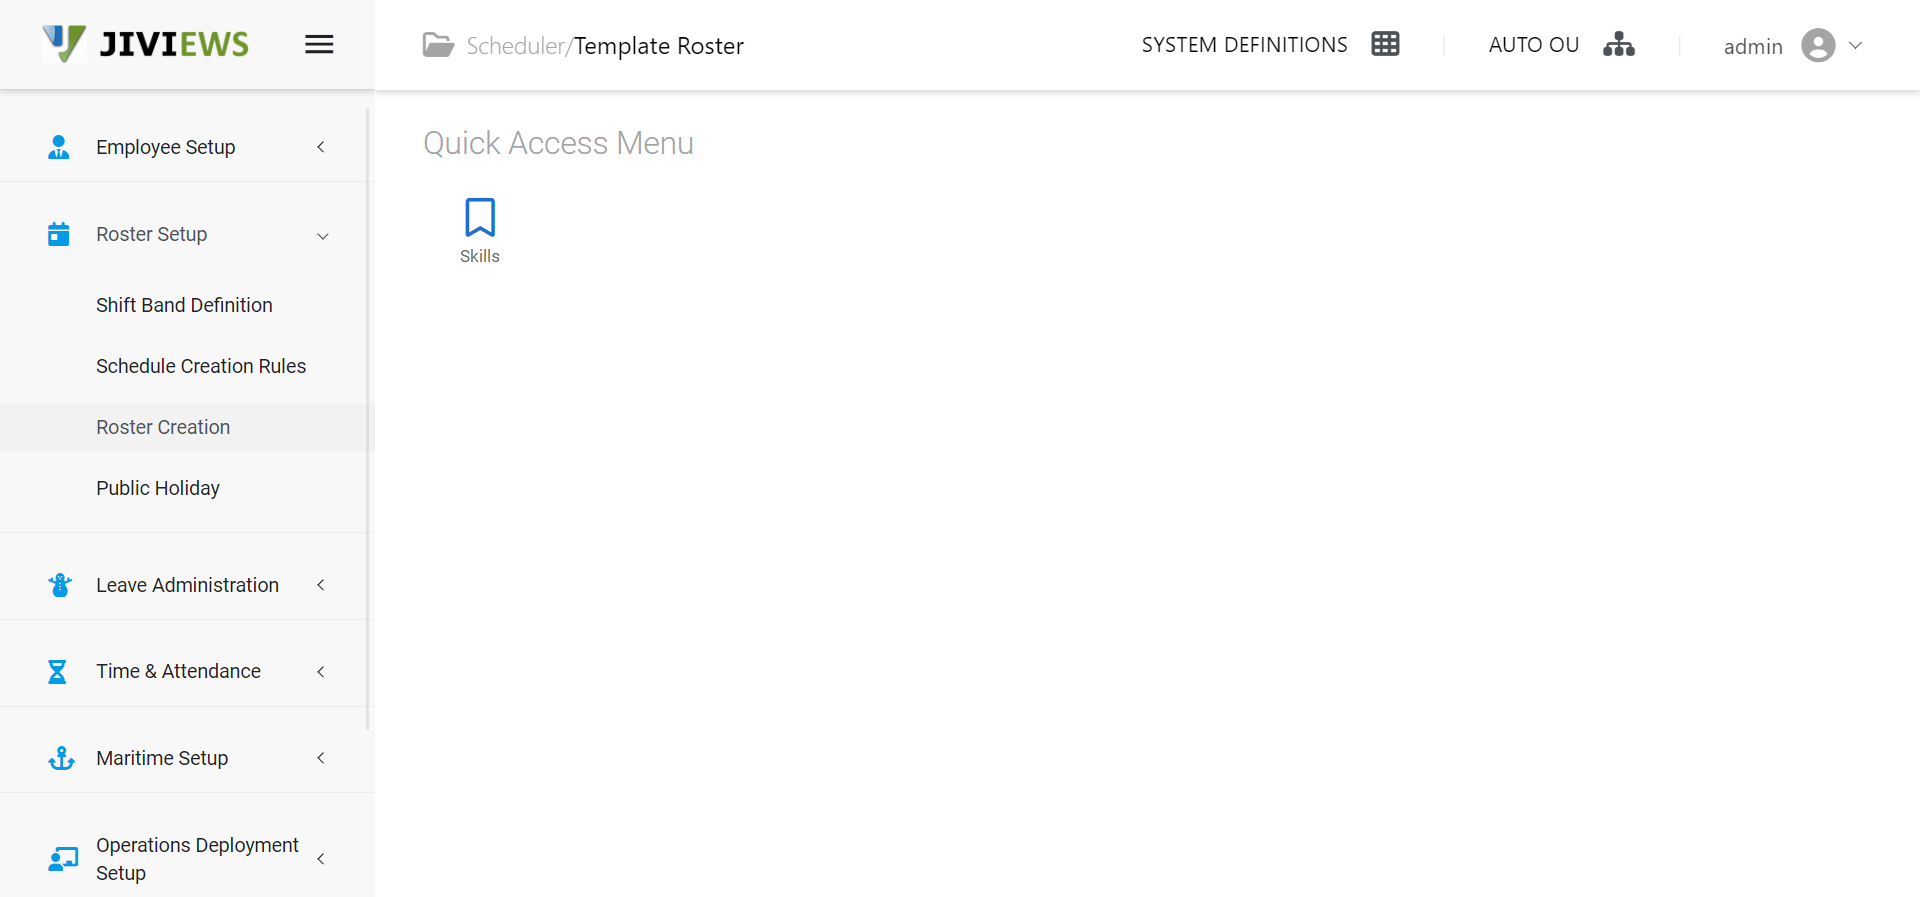 JIVIEWS
Scheduler/Template Roster
SYSTEM DEFINITIONS
AUTO OU
admin
Employee Setup
Roster Setup
Shift Band Definition
Schedule Creation Rules
Roster Creation
Public Holiday
Leave Administration
Time & Attendance
Maritime Setup
Operations Deployment
Setup
Quick Access Menu
Skills